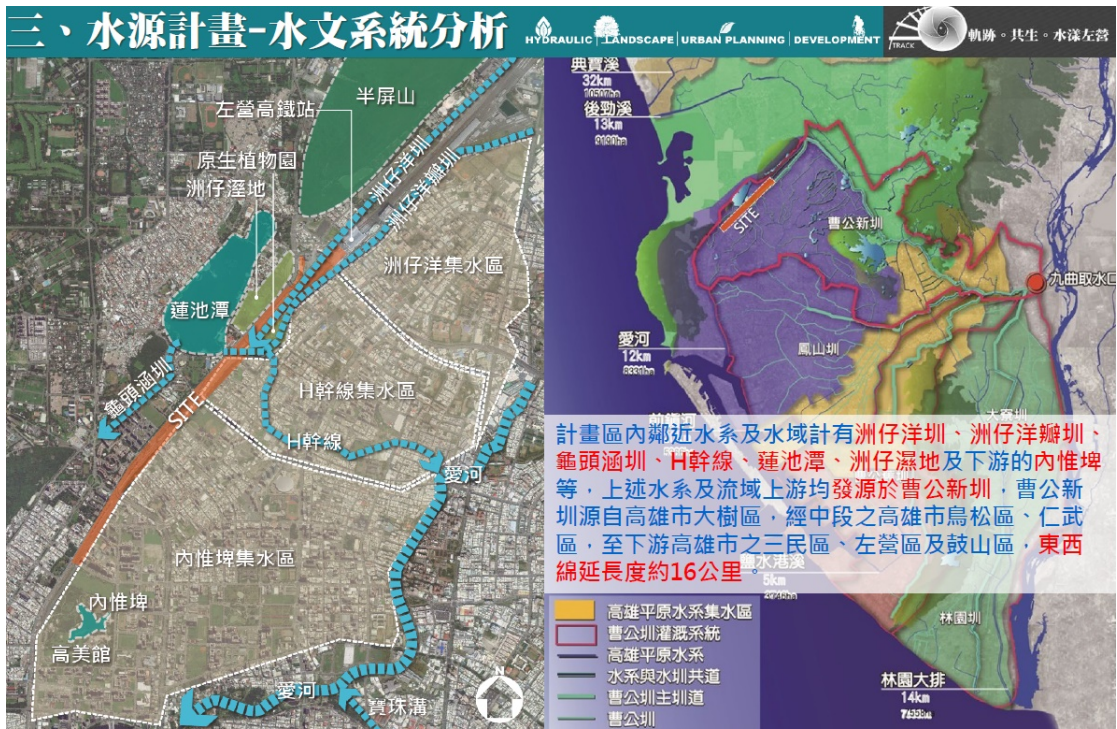 三、水源計畫-水文系統分析
HYDRAULIC | LANDSCAPE | URBAN PLANNING | DEVELOPMENT
TRACK
軌跡。共生。水漾左營
半屏山
左營高鐵站
原生植物園
洲仔溼地
洲仔洋圳
洲仔洋瓣圳
洲仔洋集水區
蓮池潭
龜頭涵圳
SITE
H幹線集水區
H幹線
愛河
內惟埤集水區
內惟埤
高美館
愛河
寶珠溝
N
典寶溪
32km
後勁溪
13km
9190ha
SITE
曹公新圳
九曲取水口
愛河
12km
8331ha
鳳山圳
大寮圳
計畫區內鄰近水系及水域計有洲仔洋圳、洲仔洋瓣圳、
龜頭涵圳、H幹線、蓮池潭、洲仔濕地及下游的內惟埤
等，上述水系及流域上游均發源於曹公新圳，曹公新
圳源自高雄市大樹區，經中段之高雄市鳥松區、仁武
區，至下游高雄市之三民區、左營區及鼓山區，東西
綿延長度約16公里。
鹽水港溪
5km
林園圳
林園大排
14km
高雄平原水系集水區
曹公圳灌溉系統
高雄平原水系
水系與水圳共道
曹公圳主圳道
曹公圳